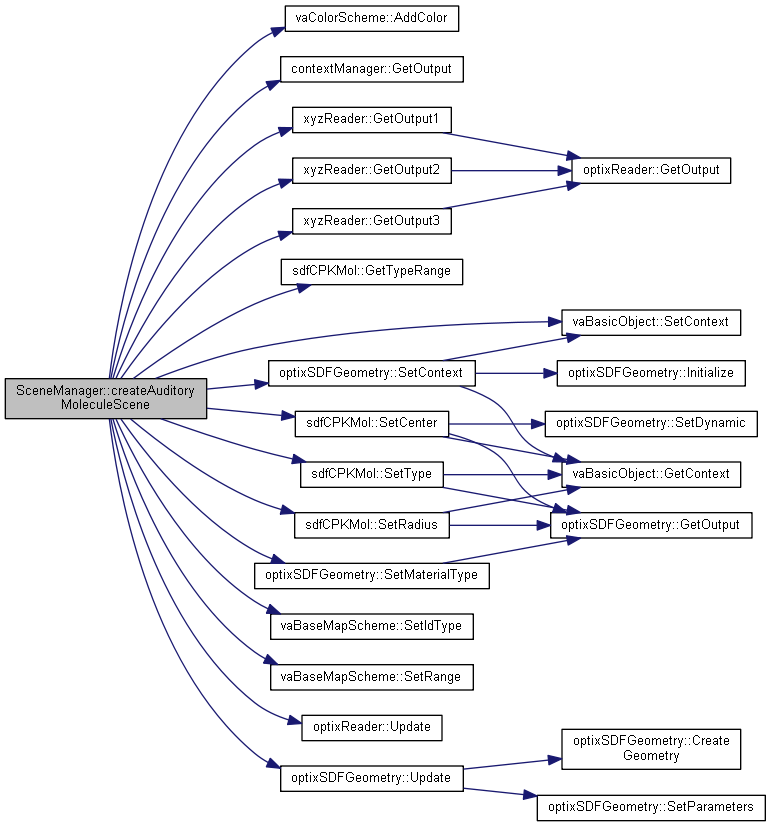 vaColorScheme::AddColor
contextManager::GetOutput
xyzReader::GetOutput1
xyzReader::GetOutput2
optixReader::GetOutput
xyzReader::GetOutput3
sdfCPKMol::GetTypeRange
vaBasicObject::SetContext
optixSDFGeometry::SetContext
optixSDFGeometry::Initialize
SceneManager::createAuditory
MoleculeScene
sdfCPKMol::SetCenter
optixSDFGeometry::SetDynamic
sdfCPKMol::SetType
vaBasicObject::GetContext
sdfCPKMol::SetRadius
optixSDFGeometry::GetOutput
optixSDFGeometry::SetMaterialType
vaBaseMapScheme::SetIdType
vaBaseMapScheme::SetRange
optixReader::Update
optixSDFGeometry::Update
optixSDFGeometry::Create
Geometry
optixSDFGeometry::SetParameters